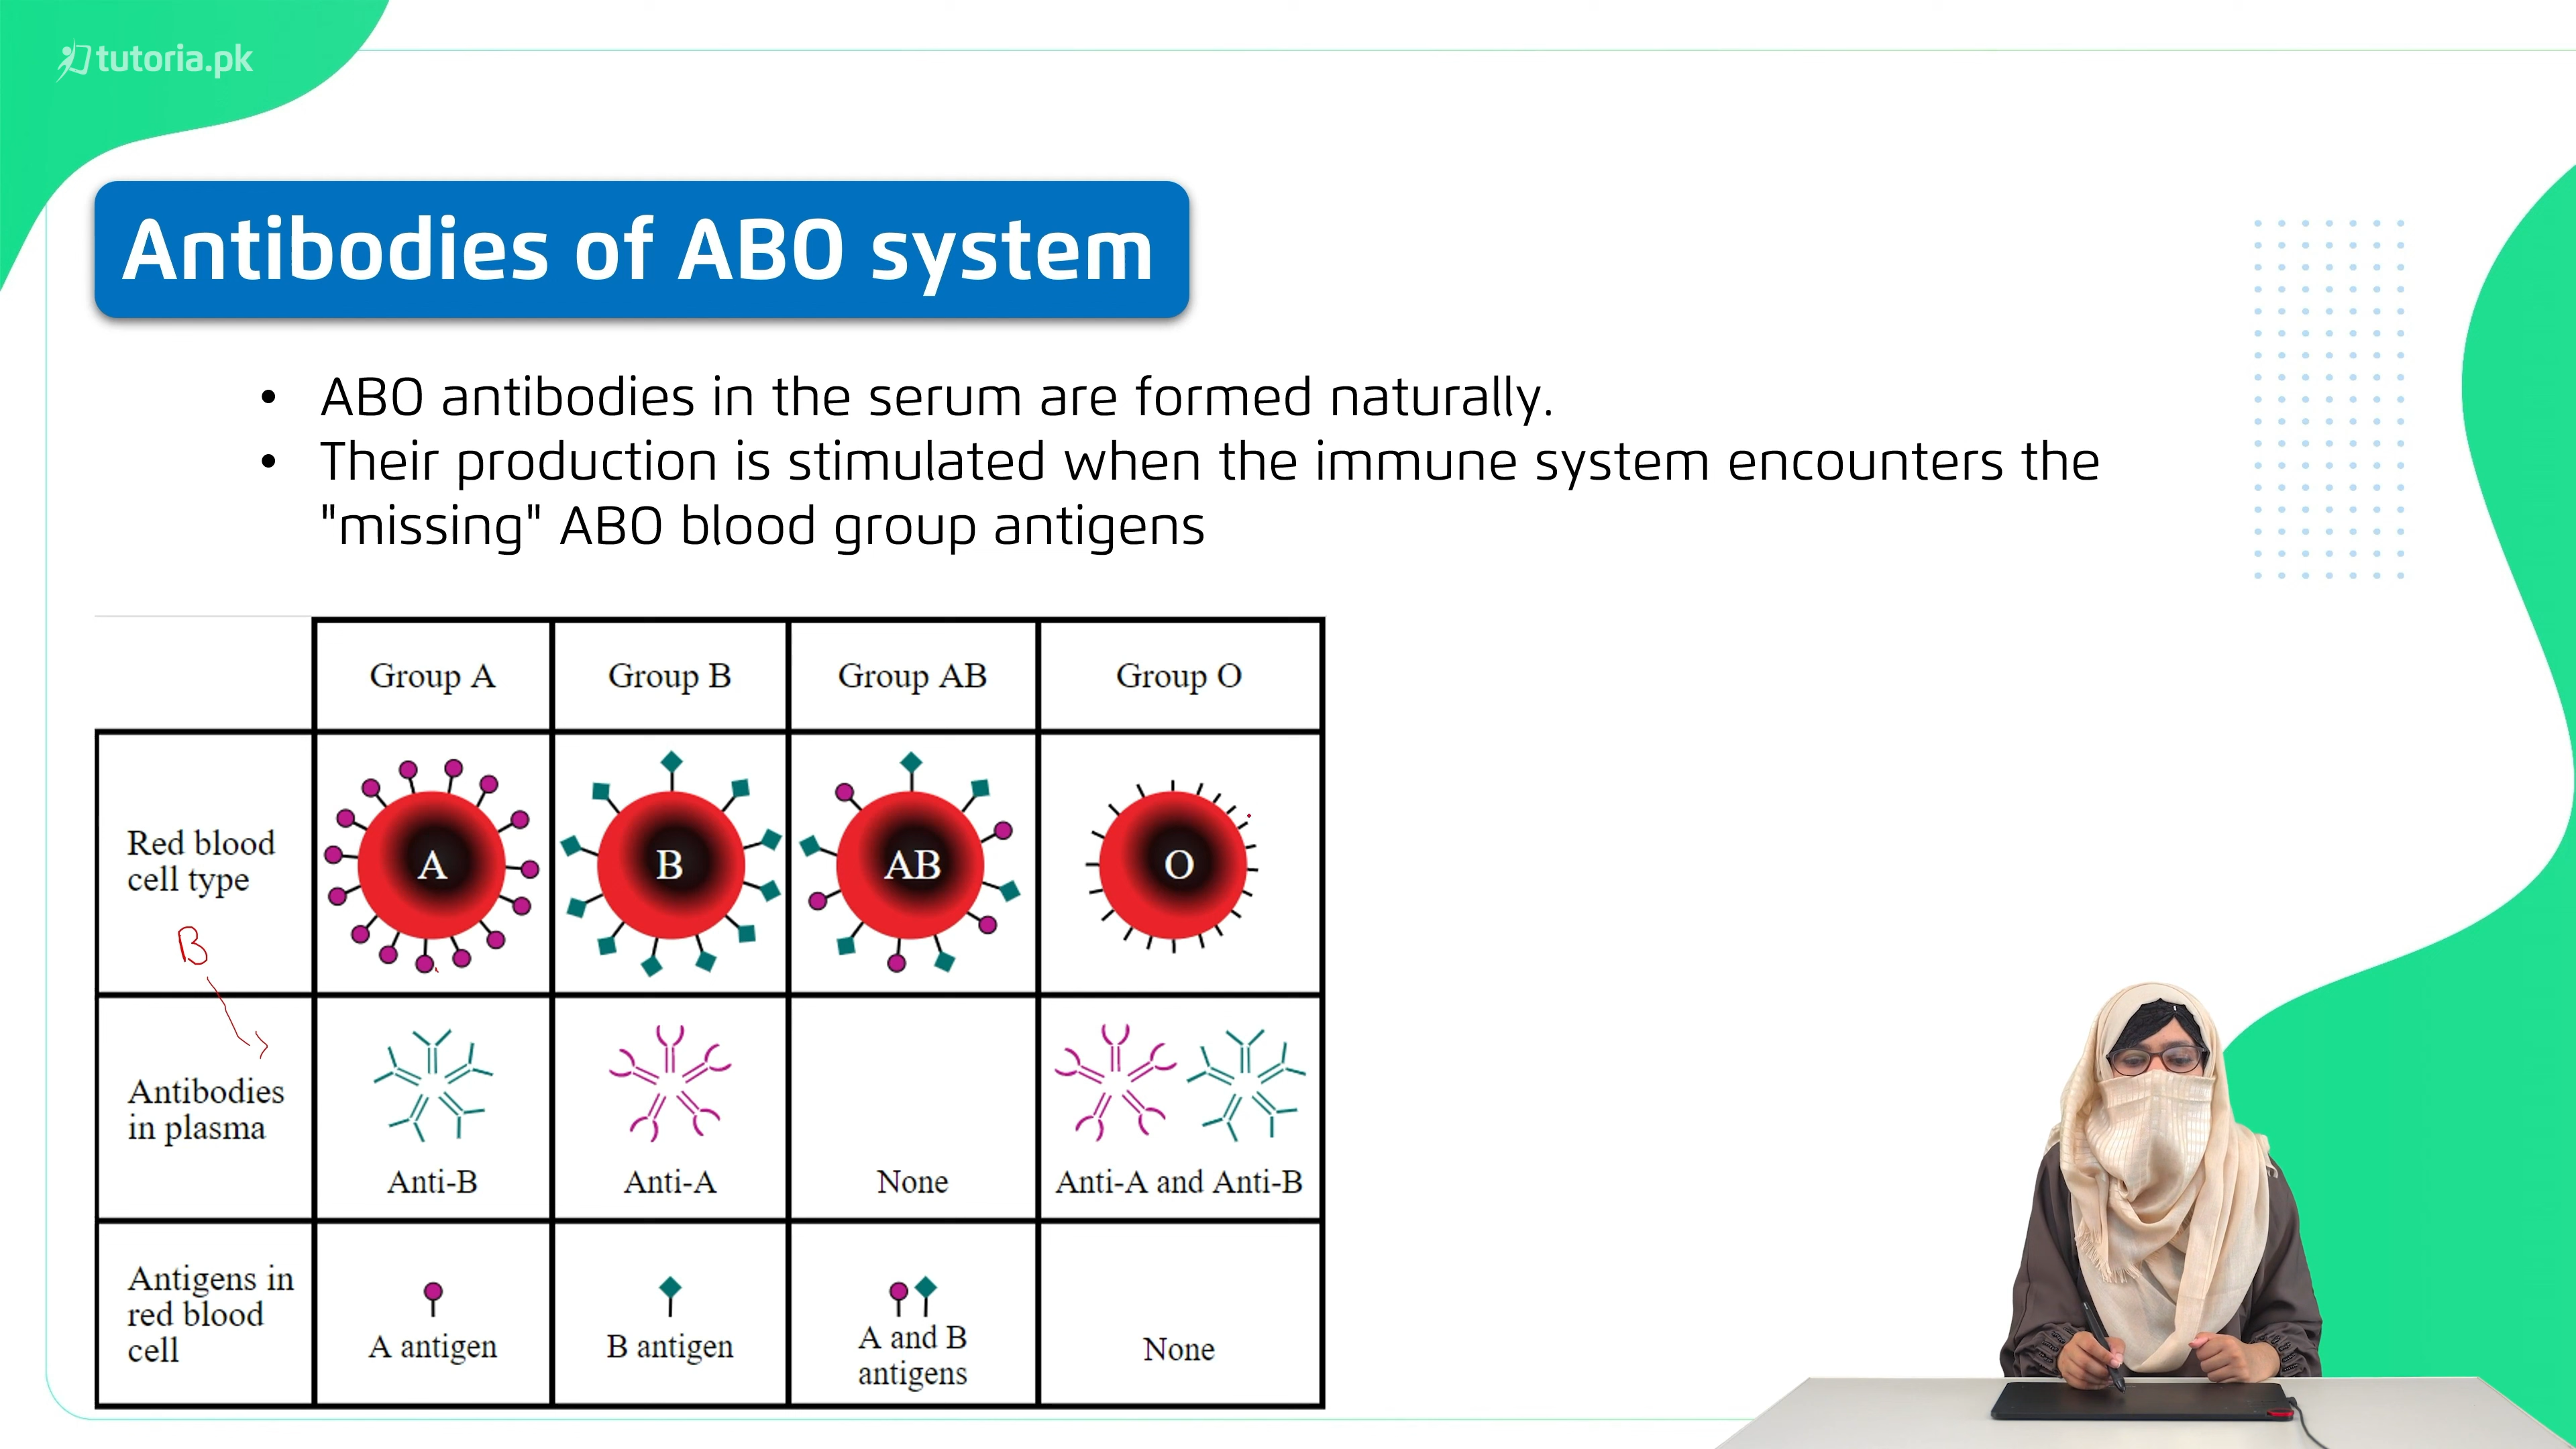 tutoria.pk
Antibodies of ABO system
• ABO antibodies in the serum are formed naturally.
• Their production is stimulated when the immune system encounters the
"missing" ABO blood group antigens
Group A
Group B
Group AB
Group O
Red blood
cell type
A
B
AB
O
B
Antibodies
in plasma
Anti-B
Anti-A
None
Anti-A and Anti-B
Antigens in
red blood
cell
A antigen
B antigen
A and B
antigens
None